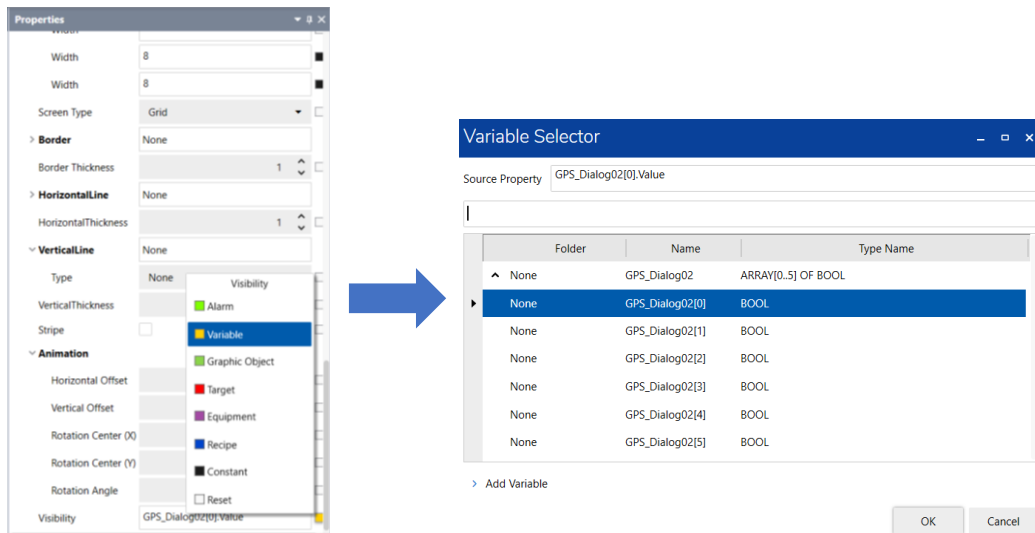 Properties
Width
Width 8
Width 8
Screen Type Grid
Border None
Border Thickness 1
HorizontalLine None
HorizontalThickness 1
VerticalLine None
Type None
VerticalThickness
Stripe
Animation
Horizontal Offset
Vertical Offset
Rotation Center (X)
Rotation Center (Y)
Rotation Angle
Visibility GPS_Dialog02[0].Value
Visibility
Alarm
Variable
Graphic Object
Target
Equipment
Recipe
Constant
Reset
Variable Selector
Source Property GPS_Dialog02[0].Value
Folder Name Type Name
None GPS_Dialog02 ARRAY[0..5] OF BOOL
None GPS_Dialog02[0] BOOL
None GPS_Dialog02[1] BOOL
None GPS_Dialog02[2] BOOL
None GPS_Dialog02[3] BOOL
None GPS_Dialog02[4] BOOL
None GPS_Dialog02[5] BOOL
Add Variable
OK Cancel